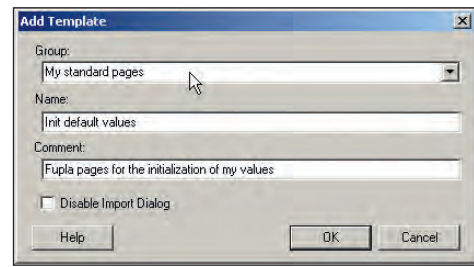 Add Template
Group:
My standard pages
Name:
Init default values
Comment:
Fupla pages for the initialization of my values
Disable Import Dialog
Help OK Cancel